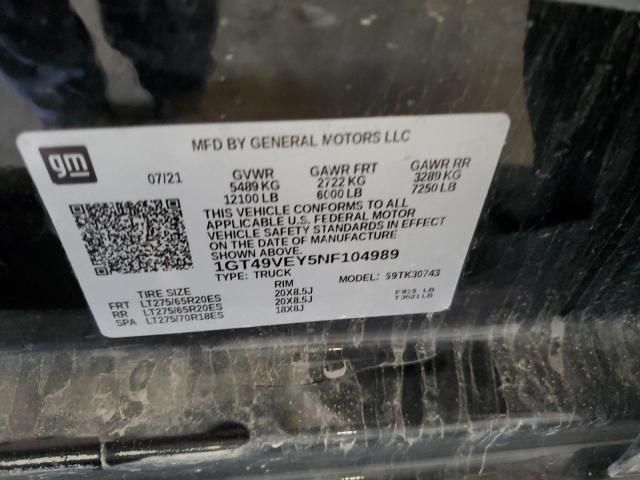 MFD BY GENERAL MOTORS LLC
gm
07/21
GVWR
5489 KG
12100 LB
GAWR FRT
2722 KG
6000 LB
GAWR RR
3289 KG
7250 LB
THIS VEHICLE CONFORMS TO ALL
APPLICABLE U.S. FEDERAL MOTOR
VEHICLE SAFETY STANDARDS IN EFFECT
ON THE DATE OF MANUFACTURE
SHOWN ABOVE.
1GT49VEY5NF104989
TYPE: TRUCK
MODEL: 59TK30743
TIRE SIZE RIM
FRT LT275/65R20ES 20X8.5J
RR LT275/65R20ES 20X8.5J
SPA LT275/70R18ES 18X8J
F815 LB
T3021LB